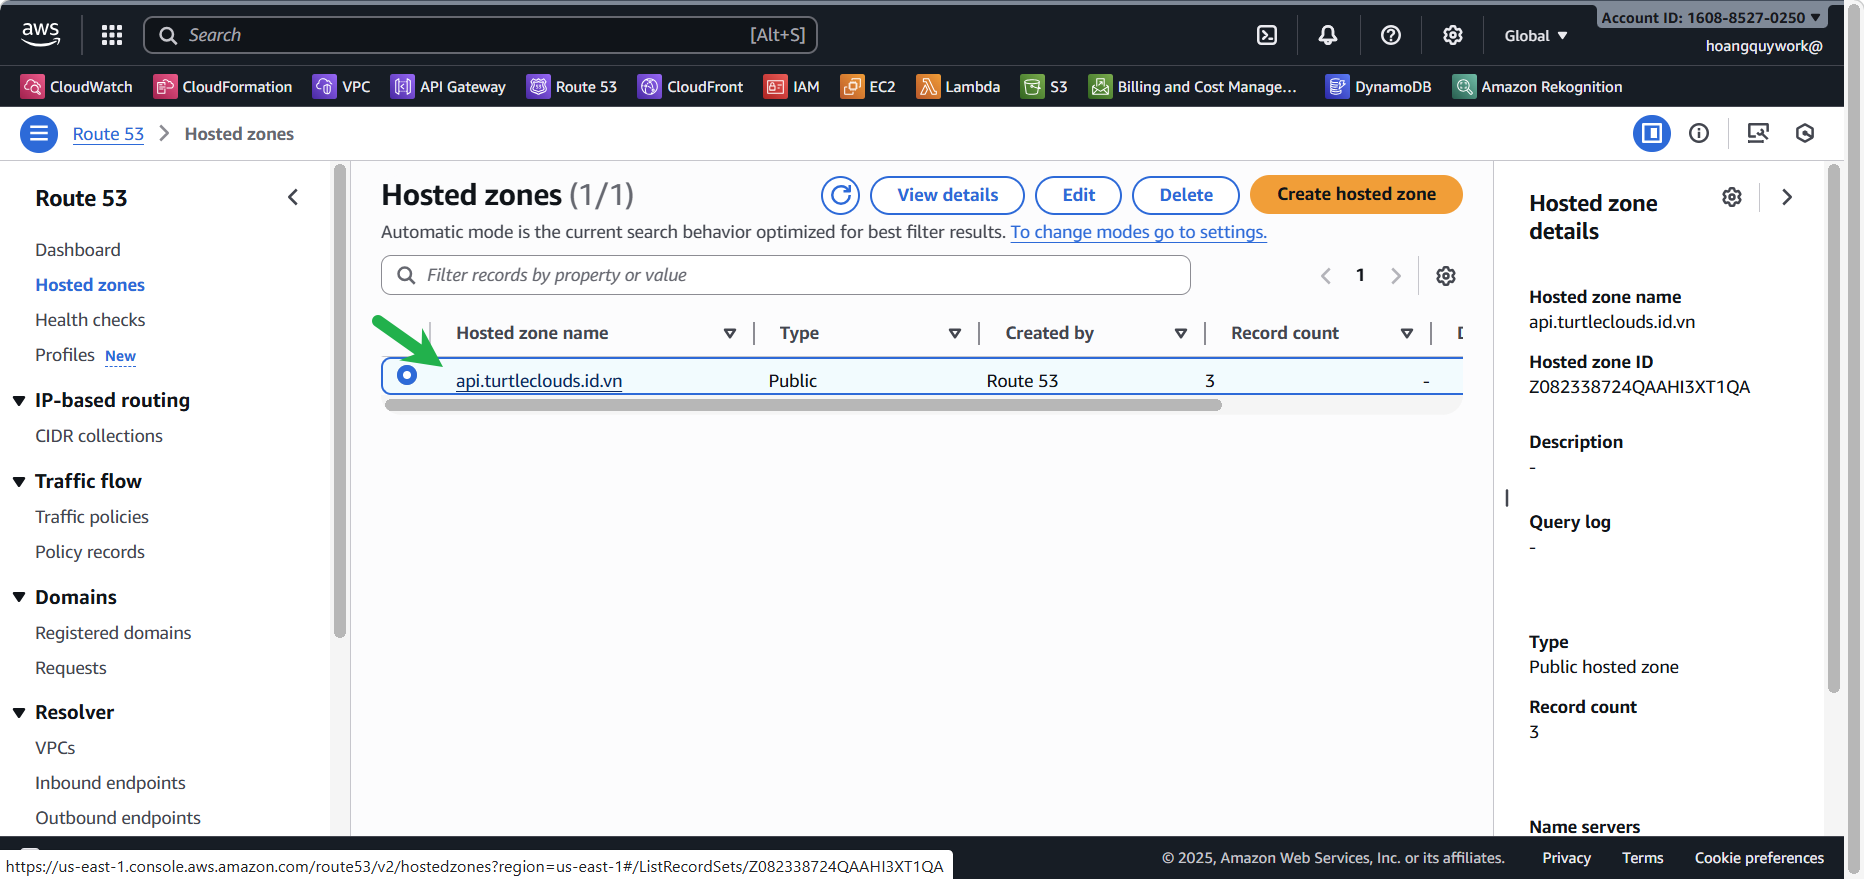 aws
Search
[Alt+S]
Global
Account ID: 1608-8527-0250
hoangquywork@
CloudWatch
CloudFormation
VPC
API Gateway
Route 53
CloudFront
IAM
EC2
Lambda
S3
Billing and Cost Manage...
DynamoDB
Amazon Rekognition
Route 53
Hosted zones
Route 53
Dashboard
Hosted zones
Health checks
Profiles New
IP-based routing
CIDR collections
Traffic flow
Traffic policies
Policy records
Domains
Registered domains
Requests
Resolver
VPCs
Inbound endpoints
Outbound endpoints
Hosted zones (1/1)
View details
Edit
Delete
Create hosted zone
Automatic mode is the current search behavior optimized for best filter results. To change modes go to settings.
Filter records by property or value
1
Hosted zone name
Type
Created by
Record count
api.turtleclouds.id.vn
Public
Route 53
3
-
Hosted zone
details
Hosted zone name
api.turtleclouds.id.vn
Hosted zone ID
Z082338724QAAHI3XT1QA
Description
-
Query log
-
Type
Public hosted zone
Record count
3
Name servers
https://us-east-1.console.aws.amazon.com/route53/v2/hostedzones?region=us-east-1#/ListRecordSets/Z082338724QAAHI3XT1QA
© 2025, Amazon Web Services, Inc. or its affiliates.
Privacy
Terms
Cookie preferences